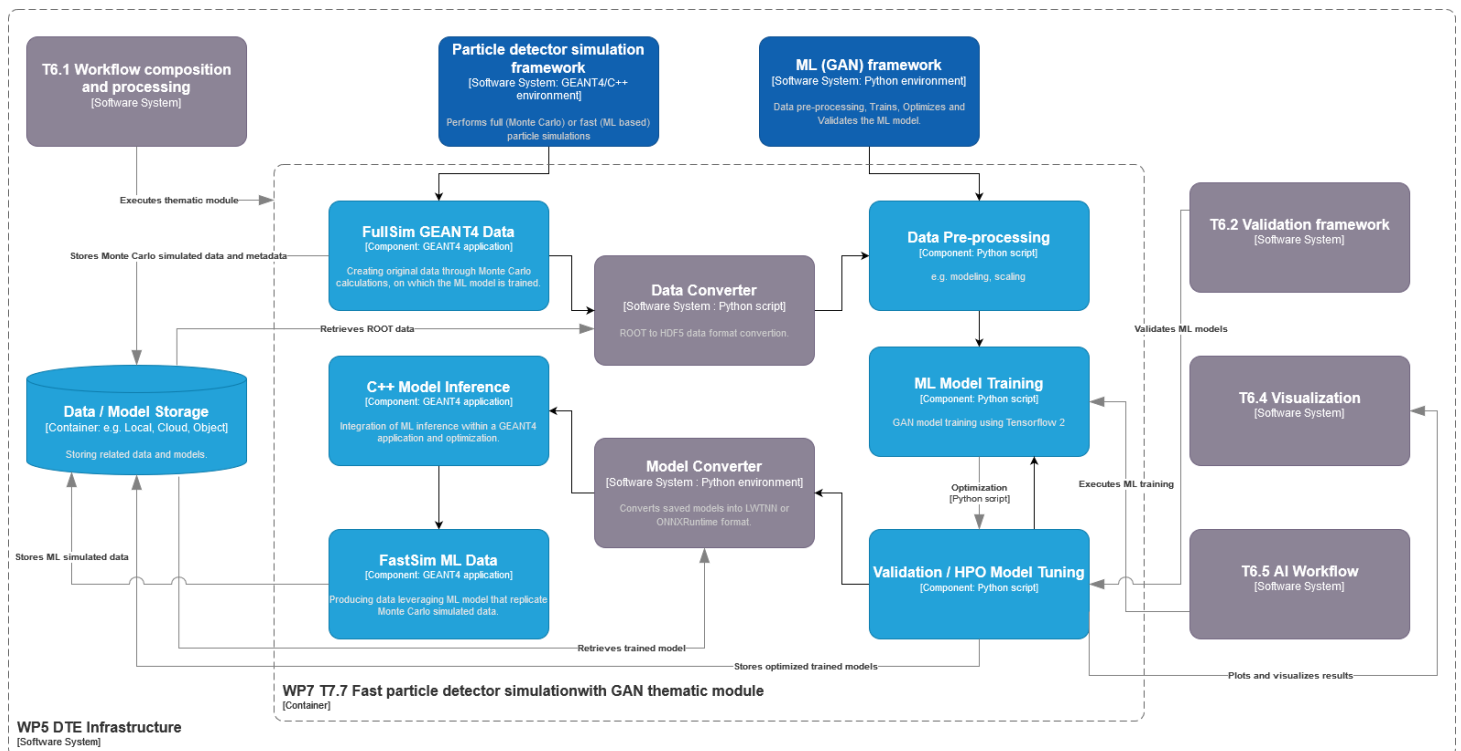 T6.1 Workflow composition
and processing
[Software System]
Particle detector simulation
framework
[Software System: GEANT4/C++
environment]
Performs full (Monte Carlo) or fast (ML based)
particle simulations
ML (GAN) framework
[Software System: Python environment]
Data pre-processing, Trains, Optimizes and
Validates the ML model.
Executes thematic module
FullSim GEANT4 Data
[Component: GEANT4 application]
Creating original data through Monte Carlo
calculations, on which the ML model is trained.
Data Pre-processing
[Component: Python script]
e.g. modeling, scaling
T6.2 Validation framework
[Software System]
Stores Monte Carlo simulated data and metadata
Data Converter
[Software System : Python script]
ROOT to HDF5 data format convertion.
Retrieves ROOT data
Validates ML models
C++ Model Inference
[Component: GEANT4 application]
Integration of ML inference within a GEANT4
application and optimization.
ML Model Training
[Component: Python script]
GAN model training using Tensorflow 2
T6.4 Visualization
[Software System]
Data / Model Storage
[Container: e.g. Local, Cloud, Object]
Storing related data and models.
Model Converter
[Software System : Python environment]
Converts saved models into LWTNN or
ONNXRuntime format.
Optimization
[Python script]
Executes ML training
Stores ML simulated data
FastSim ML Data
[Component: GEANT4 application]
Producing data leveraging ML model that replicate
Monte Carlo simulated data.
Validation / HPO Model Tuning
[Component: Python script]
T6.5 AI Workflow
[Software System]
Retrieves trained model
Stores optimized trained models
Plots and visualizes results
WP7 T7.7 Fast particle detector simulationwith GAN thematic module
[Container]
WP5 DTE Infrastructure
[Software System]